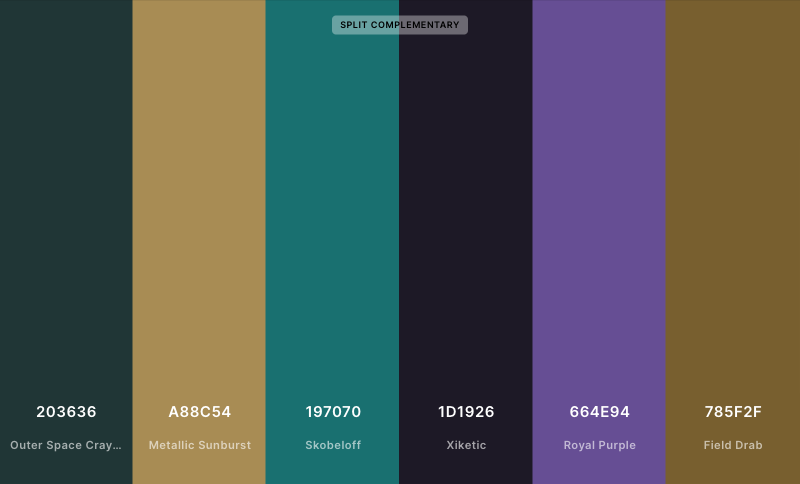 SPLIT COMPLEMENTARY
203636
Outer Space Cray...
A88C54
Metallic Sunburst
197070
Skobeloff
1D1926
Xiketic
664E94
Royal Purple
785F2F
Field Drab